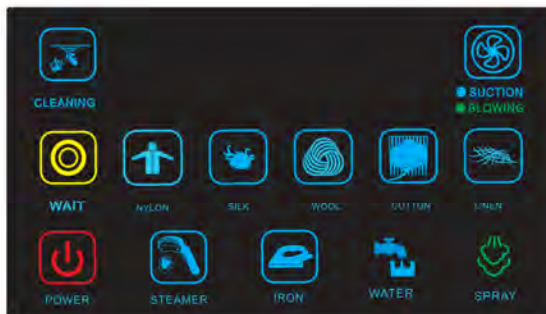 CLEANING
SUCTION
BLOWING
WAIT
NYLON
SILK
WOOL
COTTON
LINEN
POWER
STEAMER
IRON
WATER
SPRAY